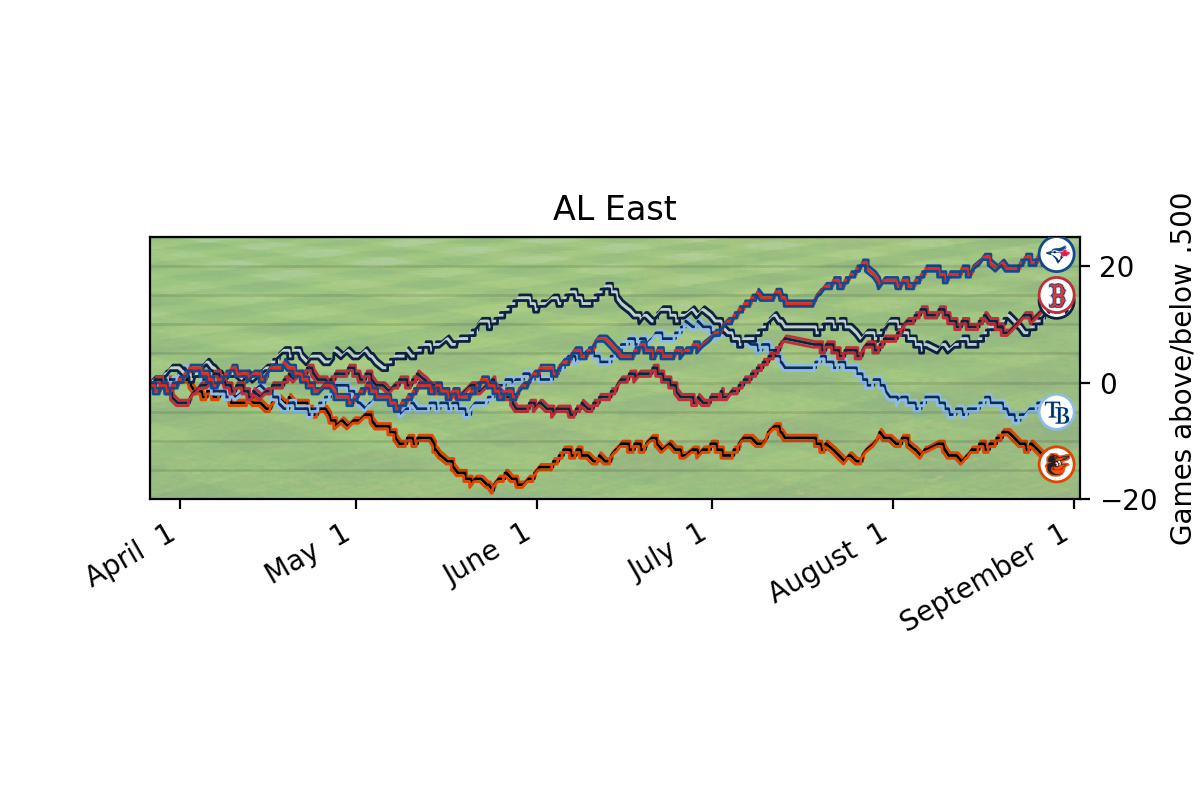 AL East
20
0
−20
Games above/below .500
April 1
May 1
June 1
July 1
August 1
September 1
B
TB